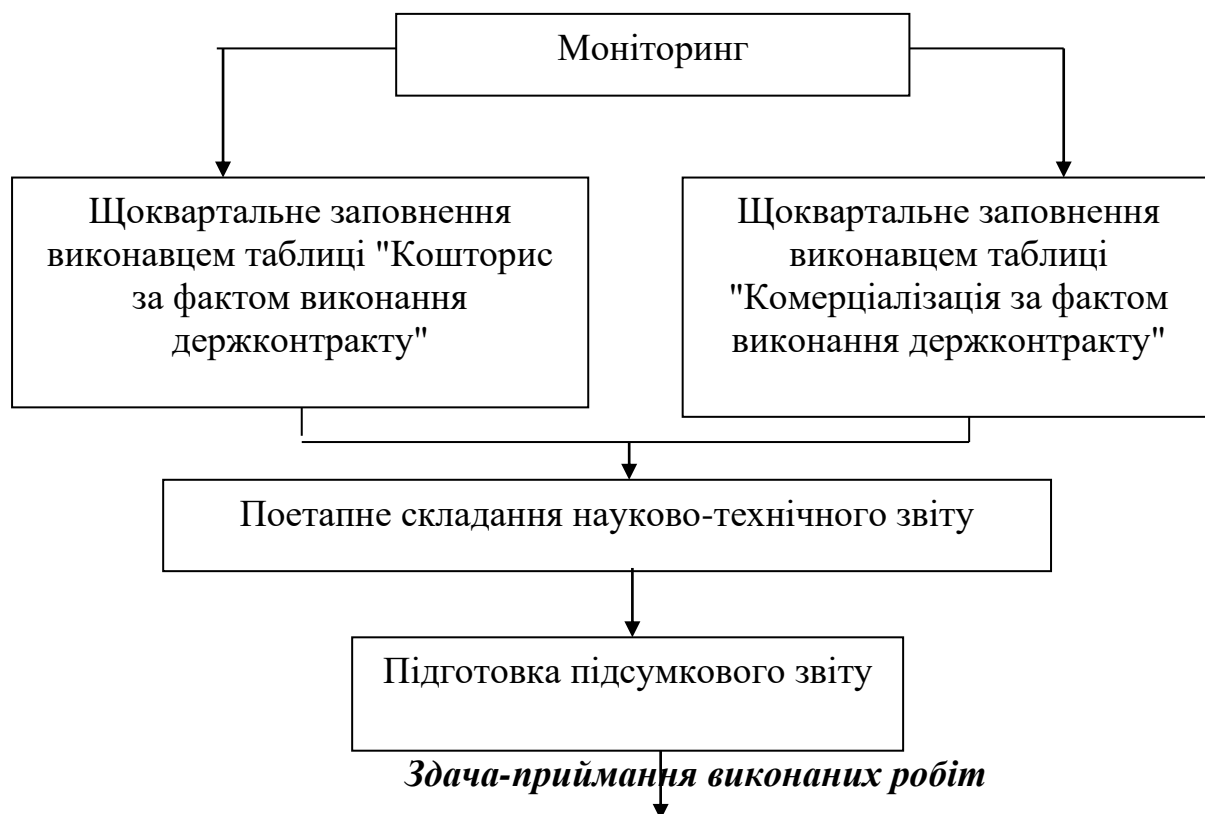 Моніторинг
Щоквартальне заповнення
виконавцем таблиці "Кошторис
за фактом виконання
держконтракту"
Щоквартальне заповнення
виконавцем таблиці
"Комерціалізація за фактом
виконання держконтракту"
Поетапне складання науково-технічного звіту
Підготовка підсумкового звіту
Здача-приймання виконаних робіт